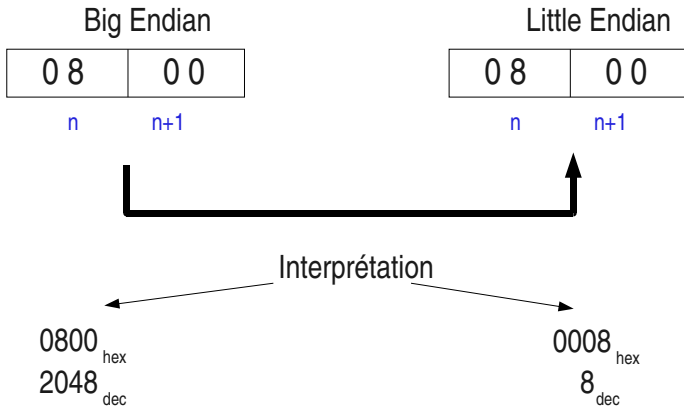 Big Endian
Little Endian
0 8 0 0
0 8 0 0
n n+1
n n+1
Interprétation
0800 hex
2048 dec
0008 hex
8 dec